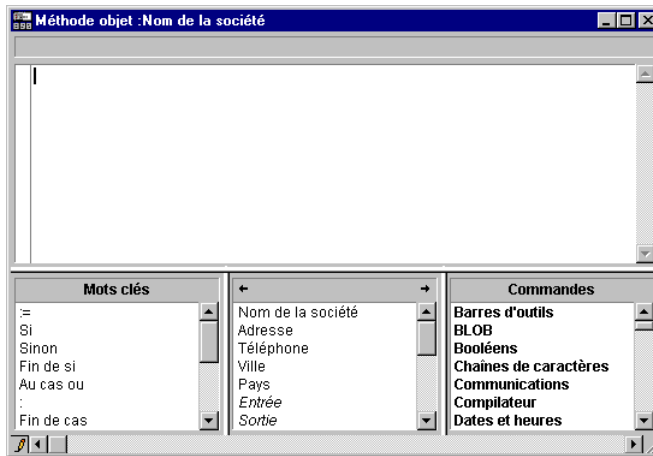 Méthode objet :Nom de la société
Mots clés
:=
Si
Sinon
Fin de si
Au cas ou
:
Fin de cas
Nom de la société
Adresse
Téléphone
Ville
Pays
Entrée
Sortie
Commandes
Barres d'outils
BLOB
Booléens
Chaînes de caractères
Communications
Compilateur
Dates et heures